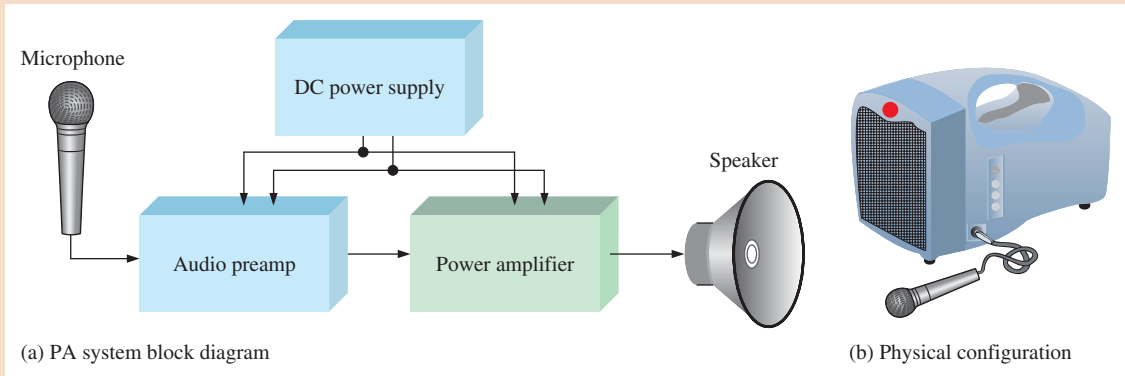 Microphone
DC power supply
Speaker
Audio preamp
Power amplifier
(a) PA system block diagram
(b) Physical configuration